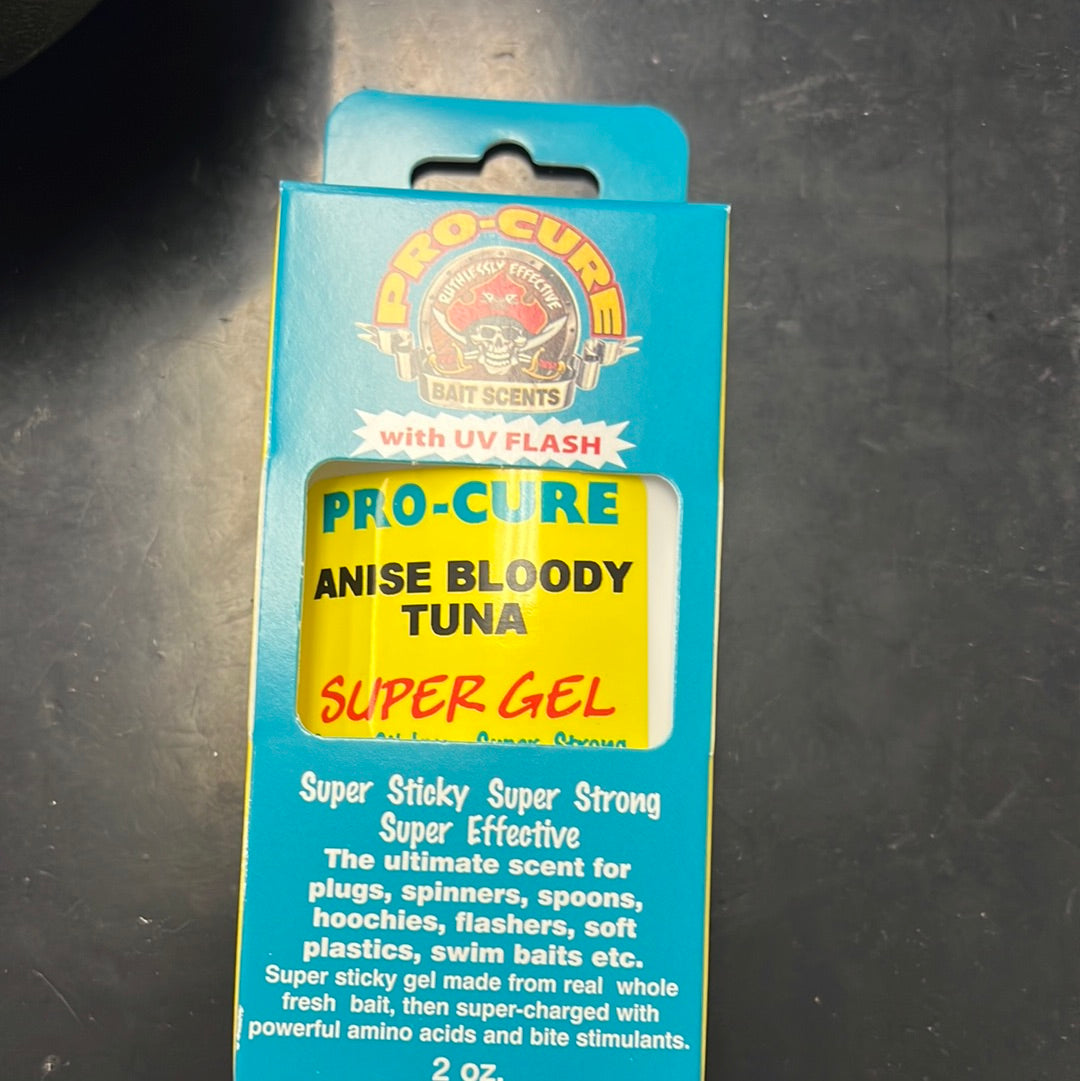 PRO-CURE
RUTHLESSLY EFFECTIVE
BAIT SCENTS
with UV FLASH
PRO-CURE
ANISE BLOODY
TUNA
SUPER GEL
Super Strong
Super Sticky Super Strong
Super Effective
The ultimate scent for
plugs, spinners, spoons,
hoochies, flashers, soft
plastics, swim baits etc.
Super sticky gel made from real whole
fresh bait, then super-charged with
powerful amino acids and bite stimulants.
2 oz.